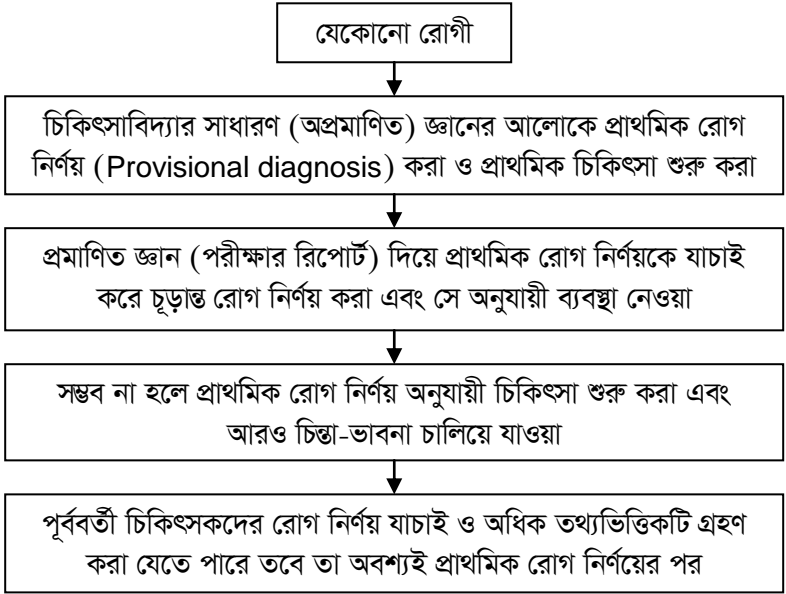 যেকোনো রোগী
চিকিৎসাবিদ্যার সাধারণ (অপ্রমাণিত) জ্ঞানের আলোকে প্রাথমিক রোগ
নির্ণয় (Provisional diagnosis) করা ও প্রাথমিক চিকিৎসা শুরু করা
প্রমাণিত জ্ঞান (পরীক্ষার রিপোর্ট) দিয়ে প্রাথমিক রোগ নির্ণয়কে যাচাই
করে চূড়ান্ত রোগ নির্ণয় করা এবং সে অনুযায়ী ব্যবস্থা নেওয়া
সম্ভব না হলে প্রাথমিক রোগ নির্ণয় অনুযায়ী চিকিৎসা শুরু করা এবং
আরও চিন্তা-ভাবনা চালিয়ে যাওয়া
পূর্ববর্তী চিকিৎসকদের রোগ নির্ণয় যাচাই ও অধিক তথ্যভিত্তিকটি গ্রহণ
করা যেতে পারে তবে তা অবশ্যই প্রাথমিক রোগ নির্ণয়ের পর